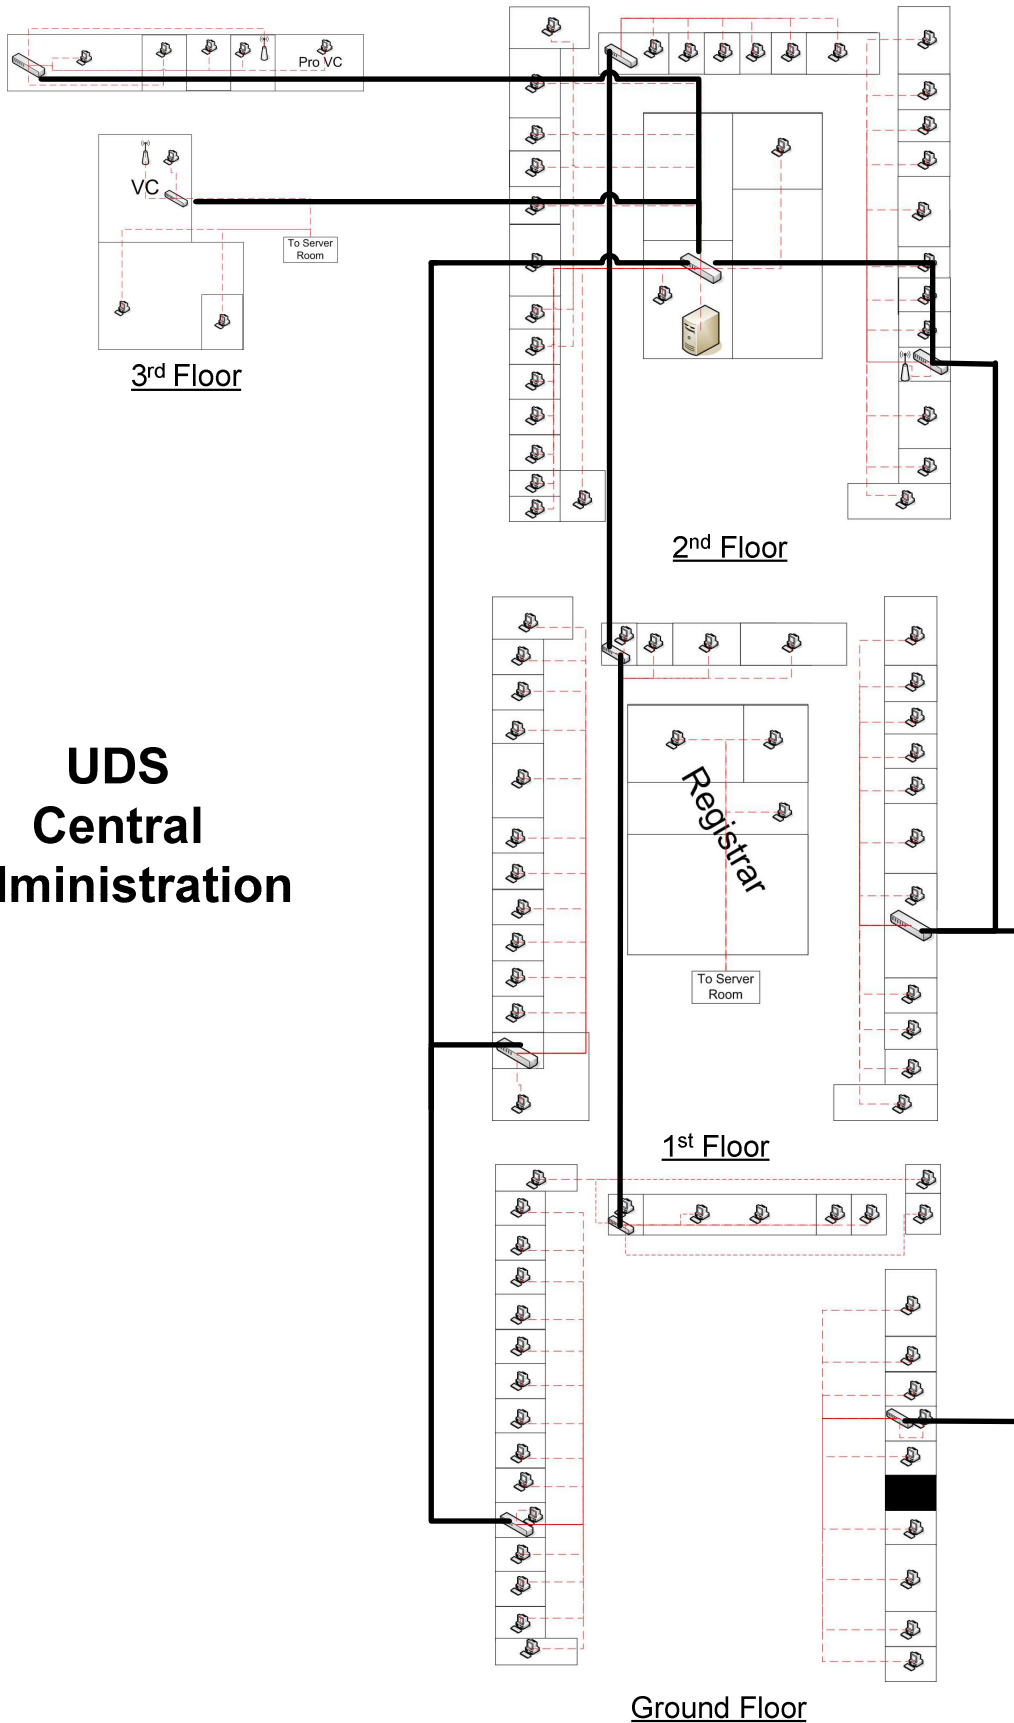 Pro VC
VC
To Server
Room
3rd Floor
2nd Floor
UDS
Central
dministration
Registrar
To Server
Room
1st Floor
Ground Floor